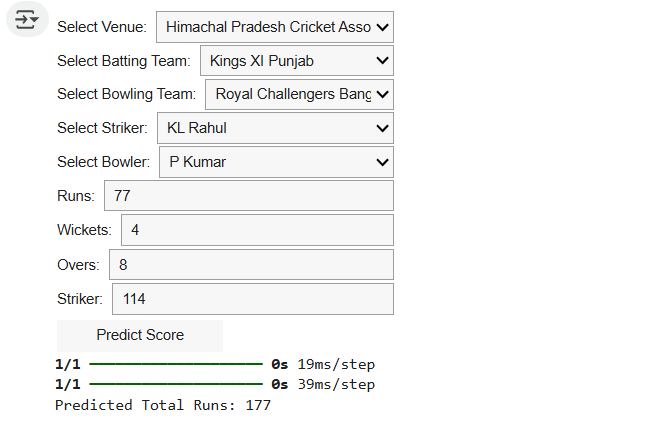 Select Venue: Himachal Pradesh Cricket Asso
Select Batting Team: Kings XI Punjab
Select Bowling Team: Royal Challengers Bang
Select Striker: KL Rahul
Select Bowler: P Kumar
Runs: 77
Wickets: 4
Overs: 8
Striker: 114
Predict Score
1/1 ━━━━━━━━━━━━━━━━━━━━ 0s 19ms/step
1/1 ━━━━━━━━━━━━━━━━━━━━ 0s 39ms/step
Predicted Total Runs: 177